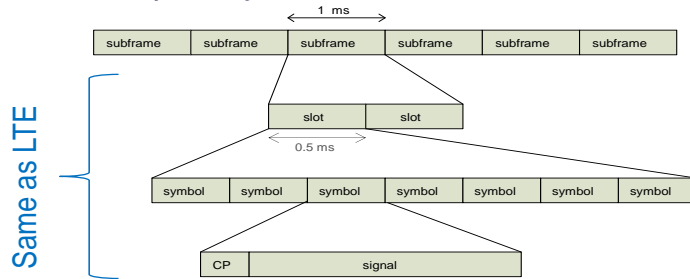 1 ms
subframe subframe subframe subframe subframe subframe
Same as LTE
slot slot
0.5 ms
symbol symbol symbol symbol symbol symbol symbol
CP signal